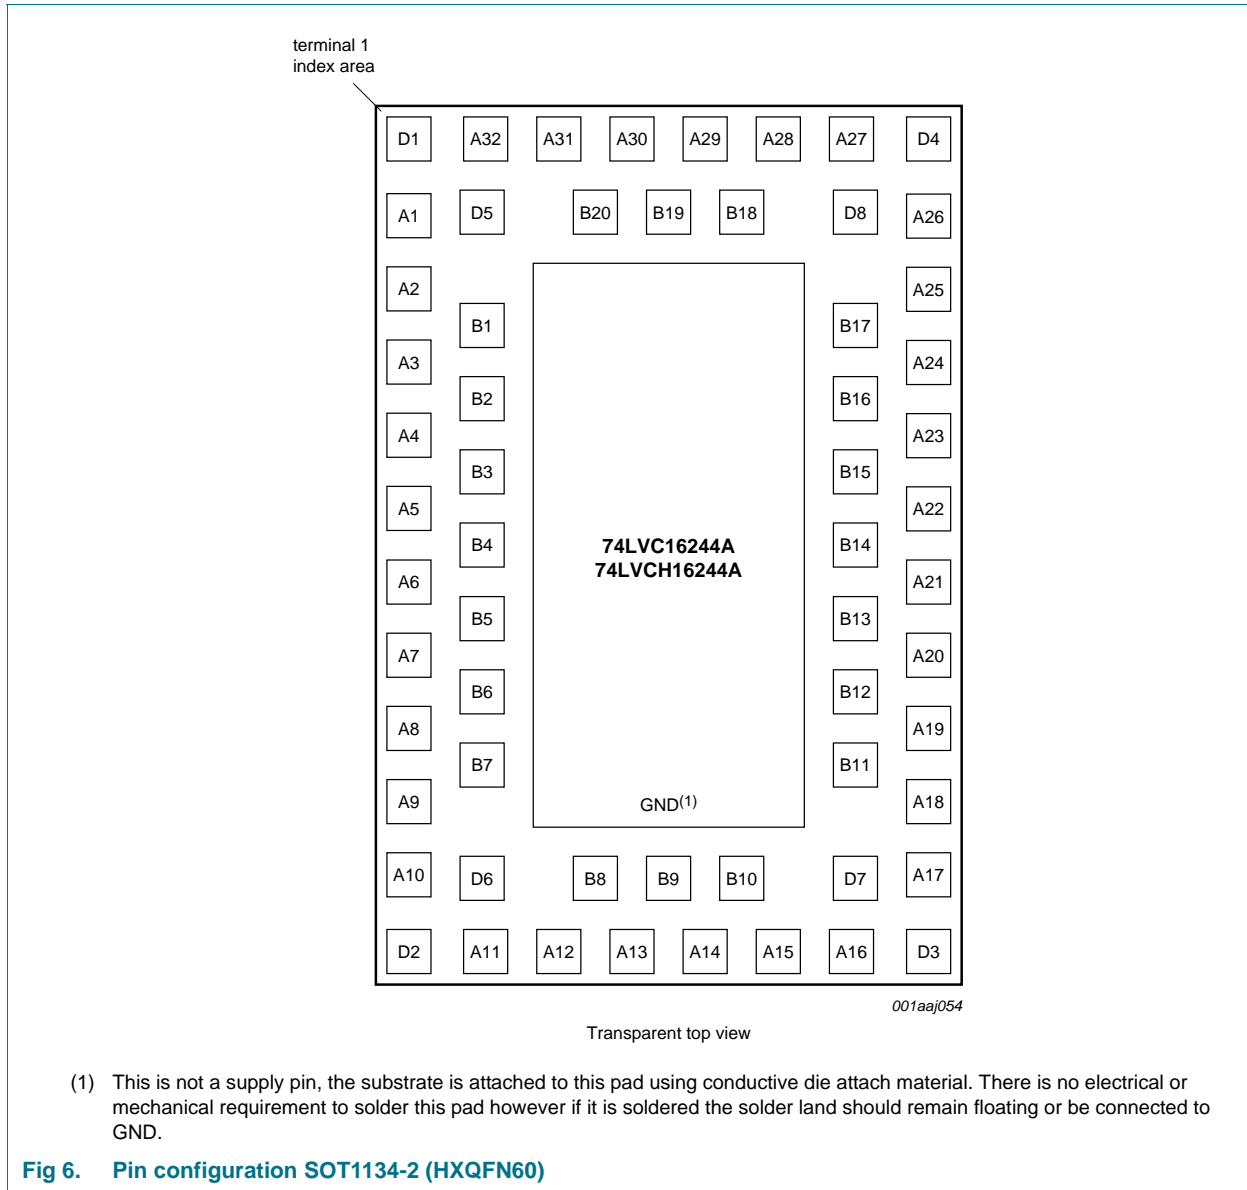 terminal 1
index area
D1 A32 A31 A30 A29 A28 A27 D4
A1 D5 B20 B19 B18 D8 A26
A2 A25
B1 B17
A3 A24
B2 B16
A4 A23
B3 B15
A5 A22
B4 74LVC16244A B14
74LVCH16244A
A6 A21
B5 B13
A7 A20
B6 B12
A8 A19
B7 B11
A9 GND(1) A18
A10 D6 B8 B9 B10 D7 A17
D2 A11 A12 A13 A14 A15 A16 D3
001aaj054
Transparent top view
(1) This is not a supply pin, the substrate is attached to this pad using conductive die attach material. There is no electrical or
mechanical requirement to solder this pad however if it is soldered the solder land should remain floating or be connected to
GND.
Fig 6. Pin configuration SOT1134-2 (HXQFN60)